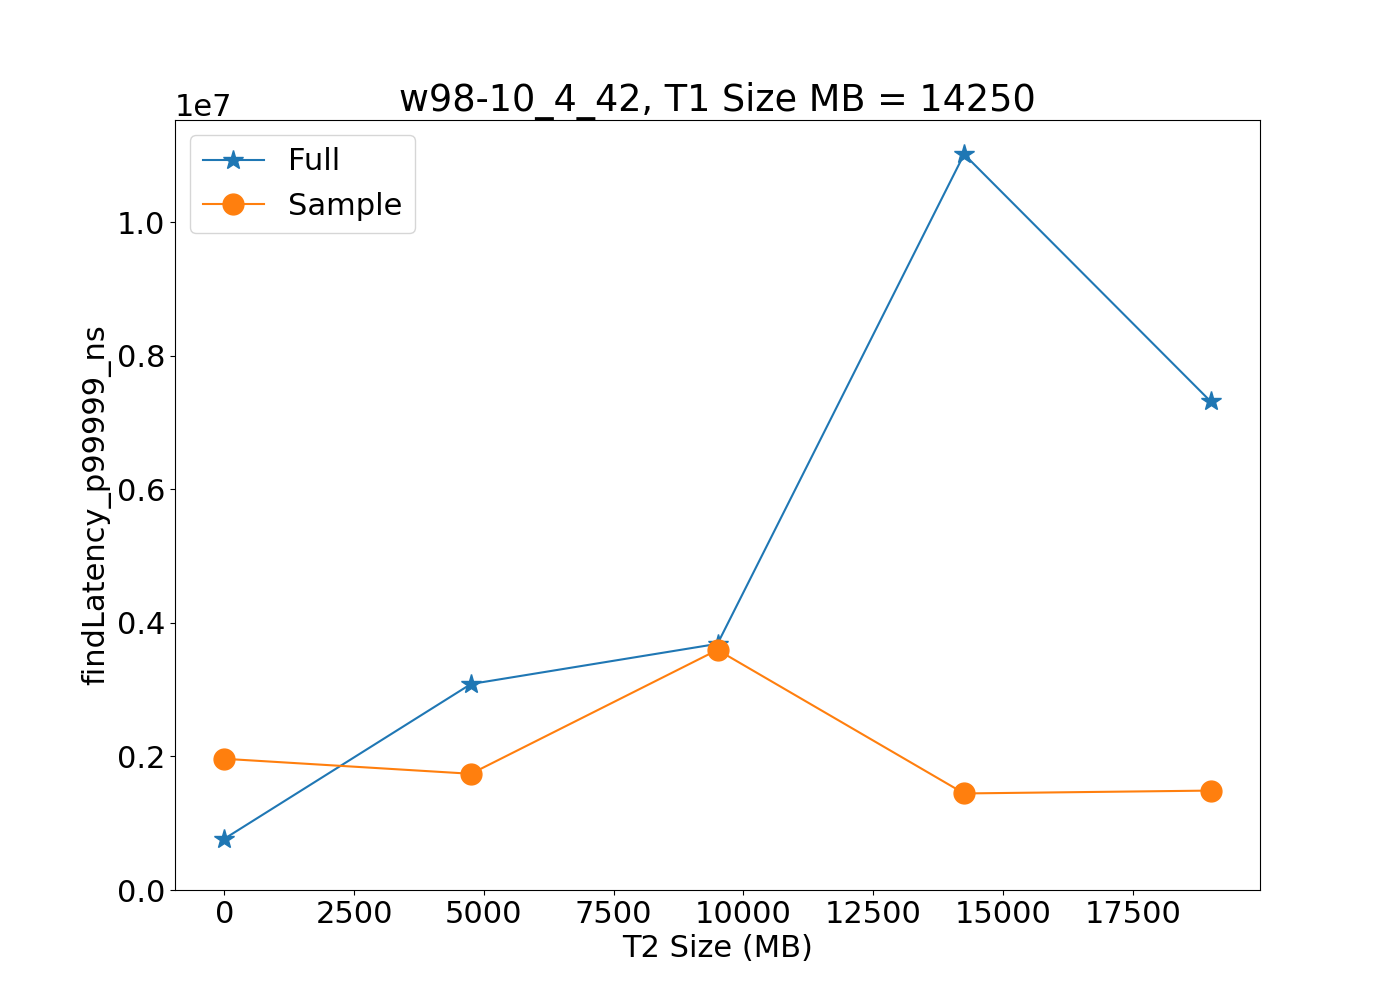 w98-10_4_42, T1 Size MB = 14250
1e7
Full
Sample
1.0
0.8
0.6
0.4
0.2
0.0
findLatency_p99999_ns
0 2500 5000 7500 10000 12500 15000 17500
T2 Size (MB)